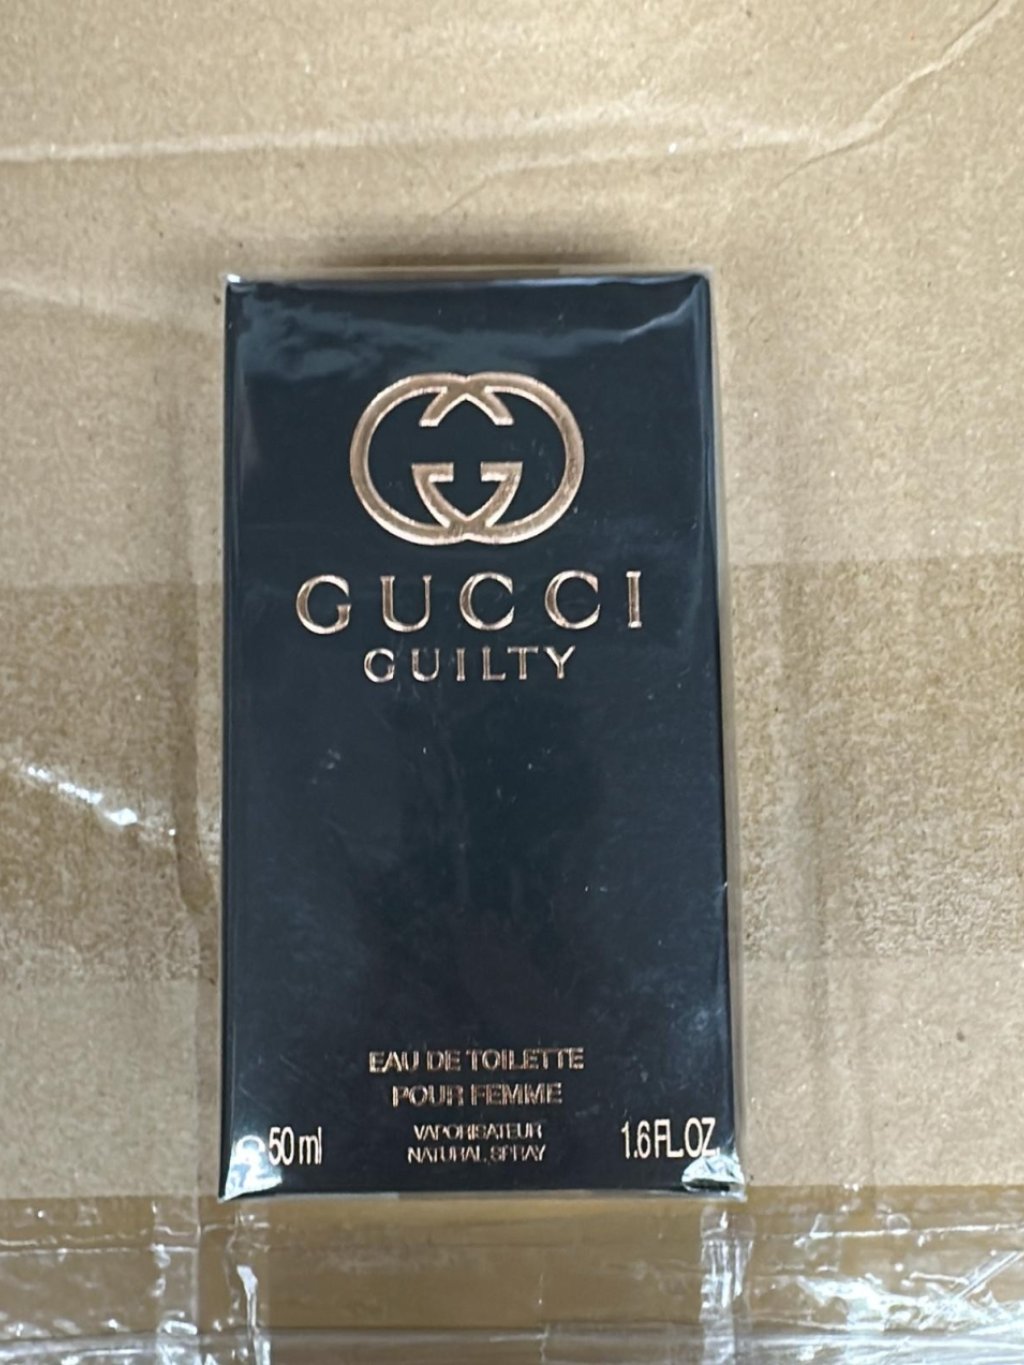 GUCCI
GUILTY
EAU DE TOILETTE
POUR FEMME
VAPORISATEUR
NATURAL SPRAY
e 50 ml
1.6 FL.OZ.